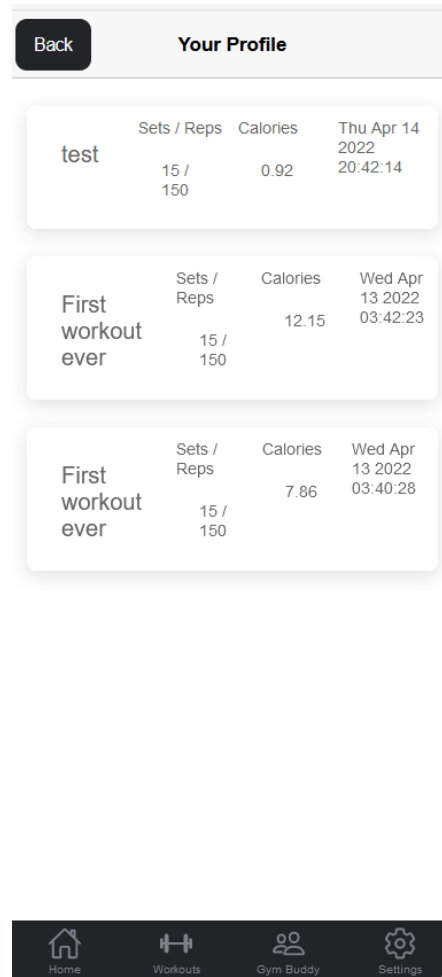 Back
Your Profile
test
Sets / Reps
15 /
150
Calories
0.92
Thu Apr 14
2022
20:42:14
First
workout
ever
Sets /
Reps
15 /
150
Calories
12.15
Wed Apr
13 2022
03:42:23
First
workout
ever
Sets /
Reps
15 /
150
Calories
7.86
Wed Apr
13 2022
03:40:28
Home
Workouts
Gym Buddy
Settings